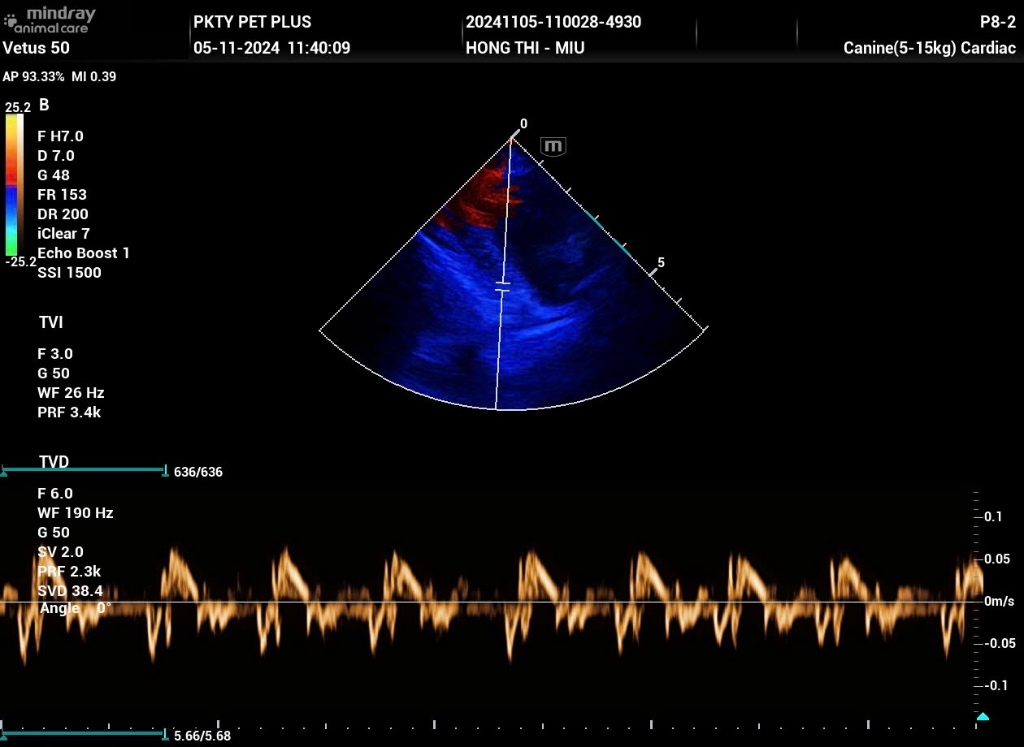 mindray
animal care
PKTY PET PLUS
20241105-110028-4930
P8-2
Vetus 50
05-11-2024 11:40:09
HONG THI - MIU
Canine(5-15kg) Cardiac
AP 93.33% MI 0.39
25.2
B
F H7.0
D 7.0
G 48
FR 153
DR 200
iClear 7
Echo Boost 1
-25.2
SSI 1500
0
m
5
TVI
F 3.0
G 50
WF 26 Hz
PRF 3.4k
TVD
636/636
F 6.0
WF 190 Hz
G 50
SV 2.0
PRF 2.3k
SVD 38.4
Angle 0°
0.1
0.05
0m/s
-0.05
-0.1
5.66/5.68